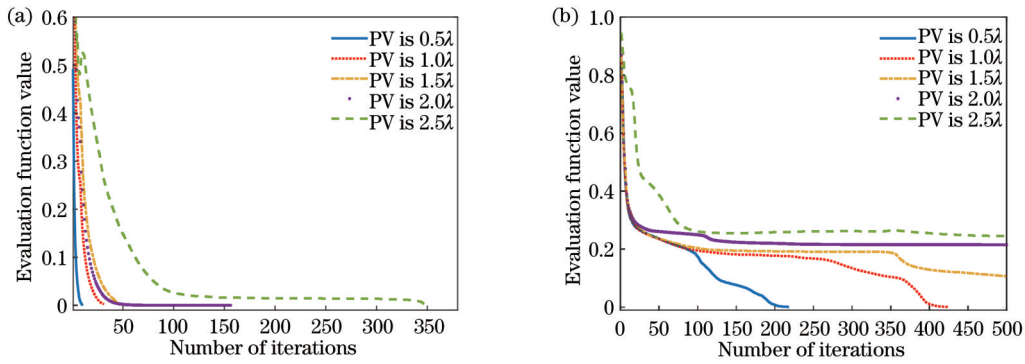 (a)
0.6
0.5
0.4
0.3
0.2
0.1
0
Evaluation function value
PV is 0.5λ
PV is 1.0λ
PV is 1.5λ
PV is 2.0λ
PV is 2.5λ
50 100 150 200 250 300 350
Number of iterations
(b)
1.0
0.8
0.6
0.4
0.2
0
Evaluation function value
PV is 0.5λ
PV is 1.0λ
PV is 1.5λ
PV is 2.0λ
PV is 2.5λ
0 50 100 150 200 250 300 350 400 450 500
Number of iterations